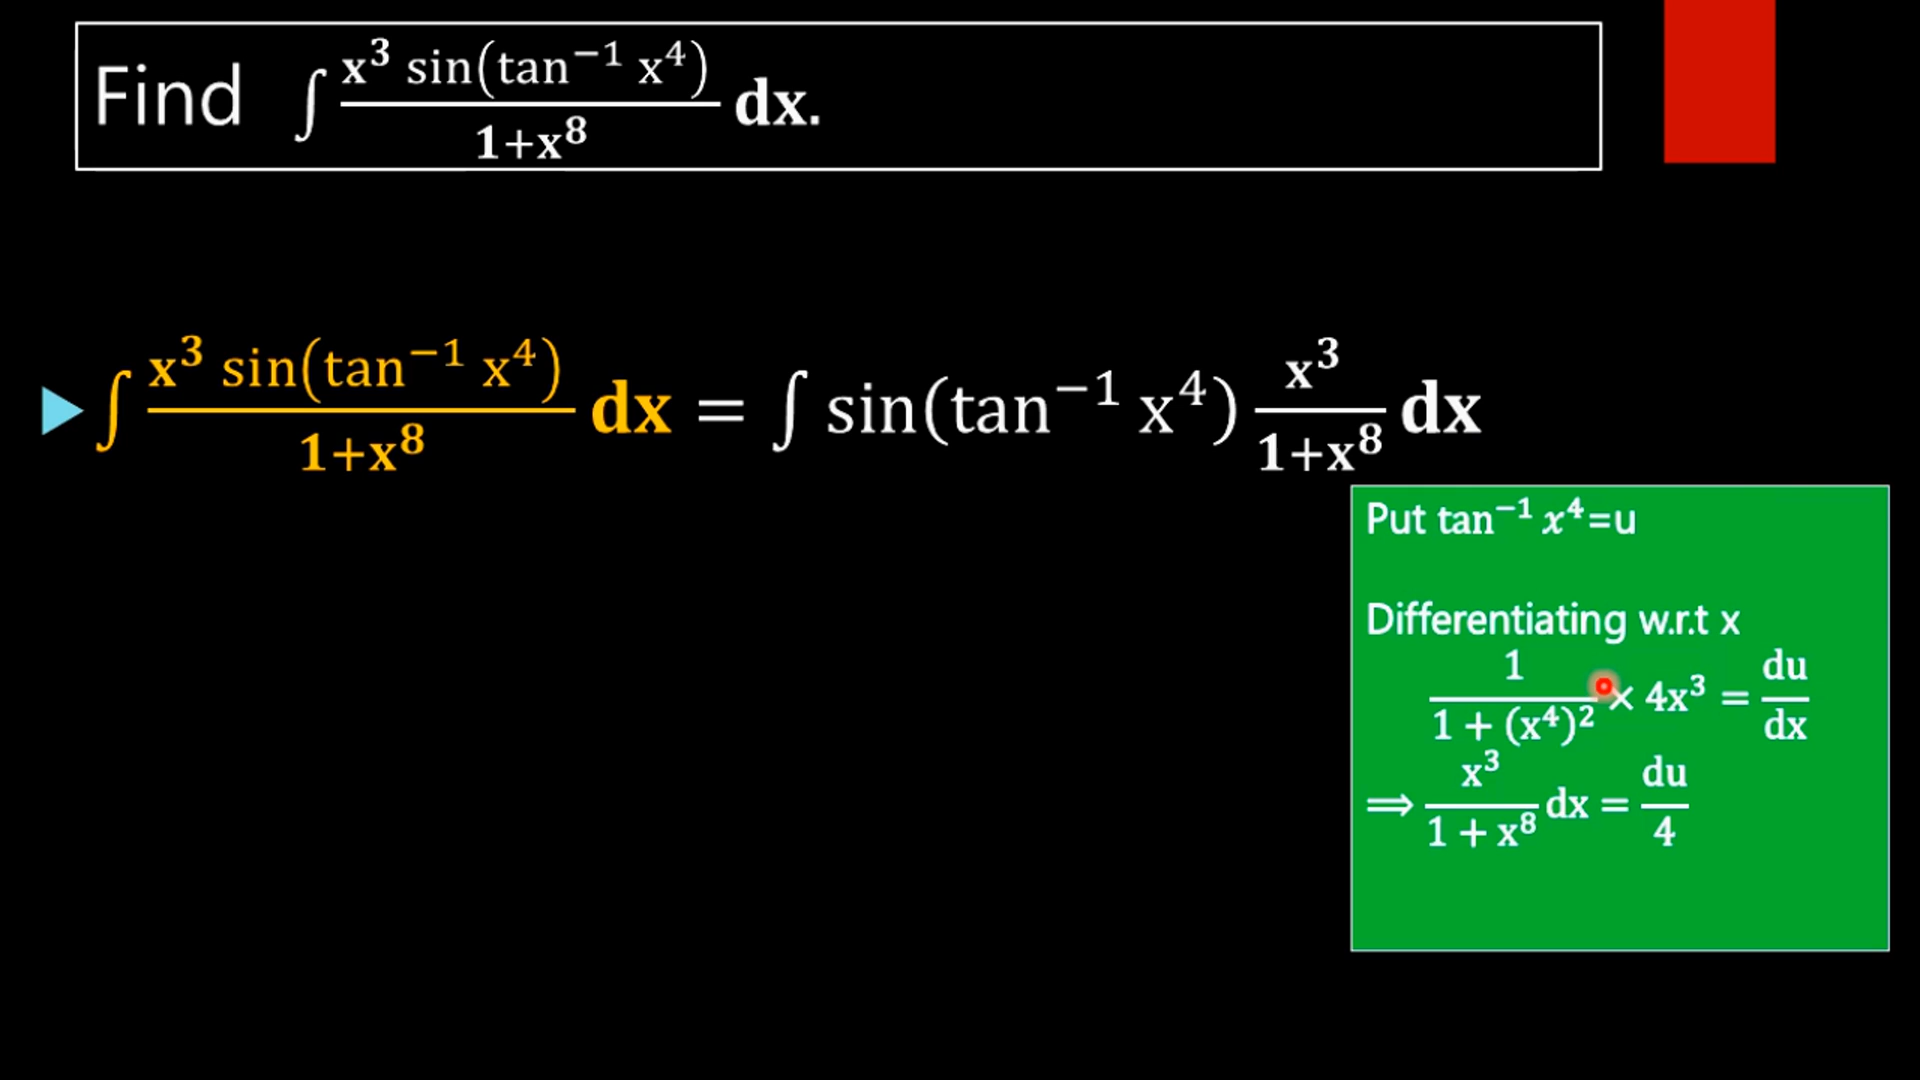 Find ∫ x³ sin(tan⁻¹ x⁴) / 1+x⁸ dx.
∫ x³ sin(tan⁻¹ x⁴) / 1+x⁸ dx = ∫ sin(tan⁻¹ x⁴) x³ / 1+x⁸ dx
Put tan⁻¹ x⁴=u
Differentiating w.r.t x
1 / 1 + (x⁴)² × 4x³ = du / dx
⟹ x³ / 1 + x⁸ dx = du / 4